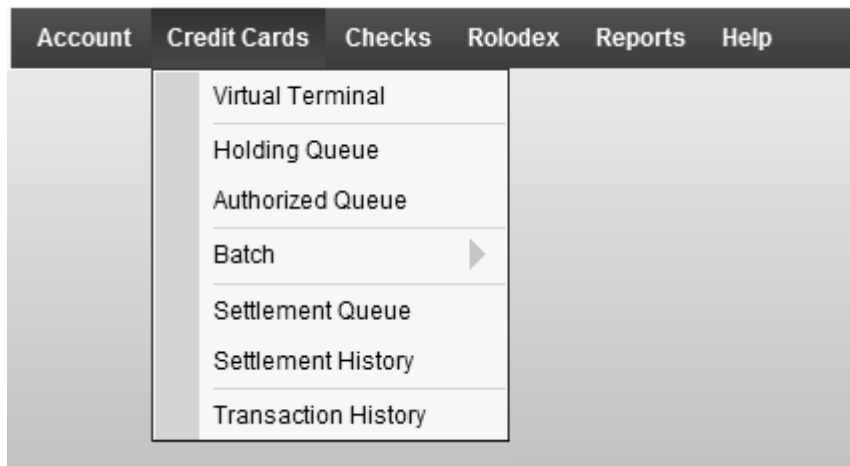 Account Credit Cards Checks Rolodex Reports Help
Virtual Terminal
Holding Queue
Authorized Queue
Batch
Settlement Queue
Settlement History
Transaction History